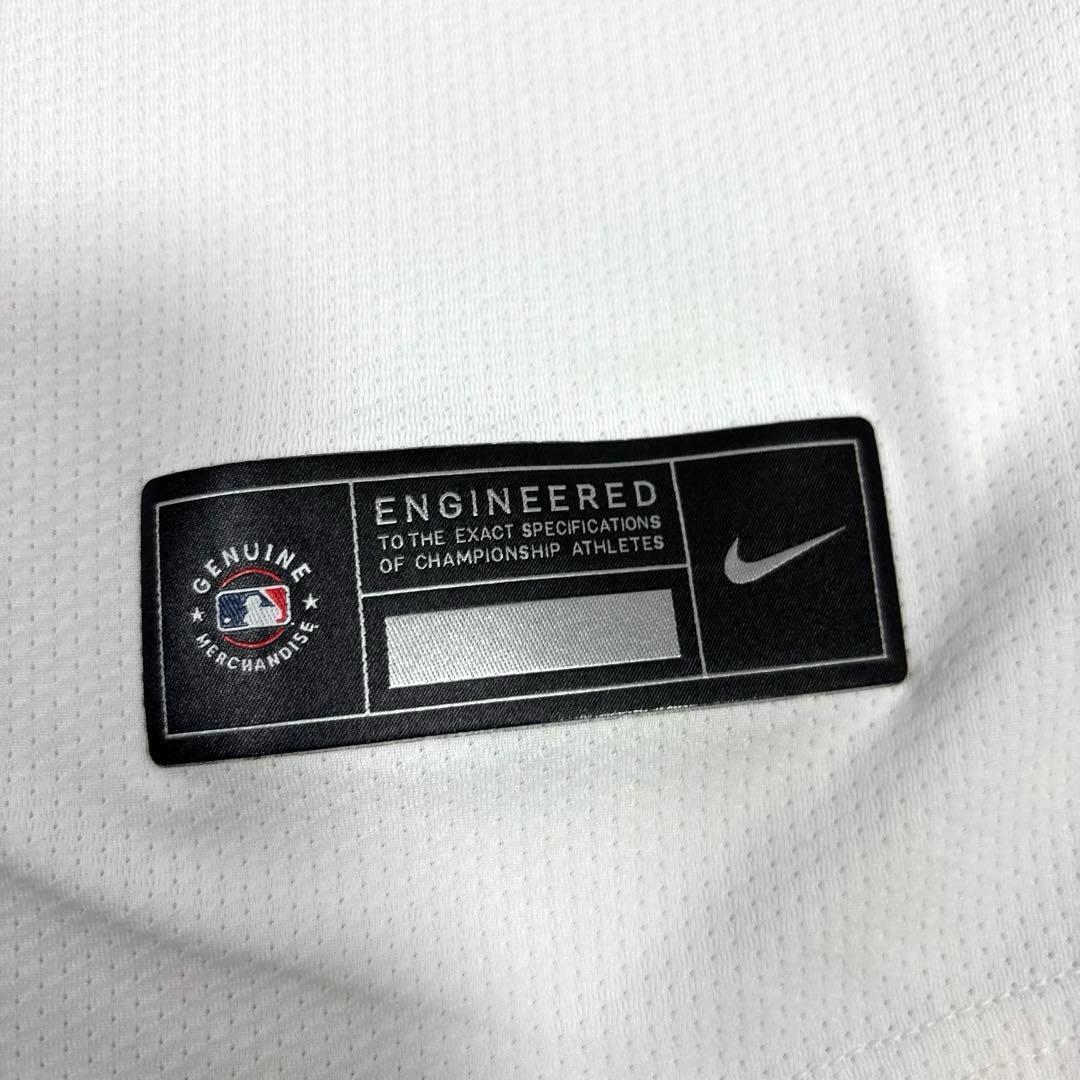 GENUINE
MERCHANDISE
ENGINEERED
TO THE EXACT SPECIFICATIONS
OF CHAMPIONSHIP ATHLETES